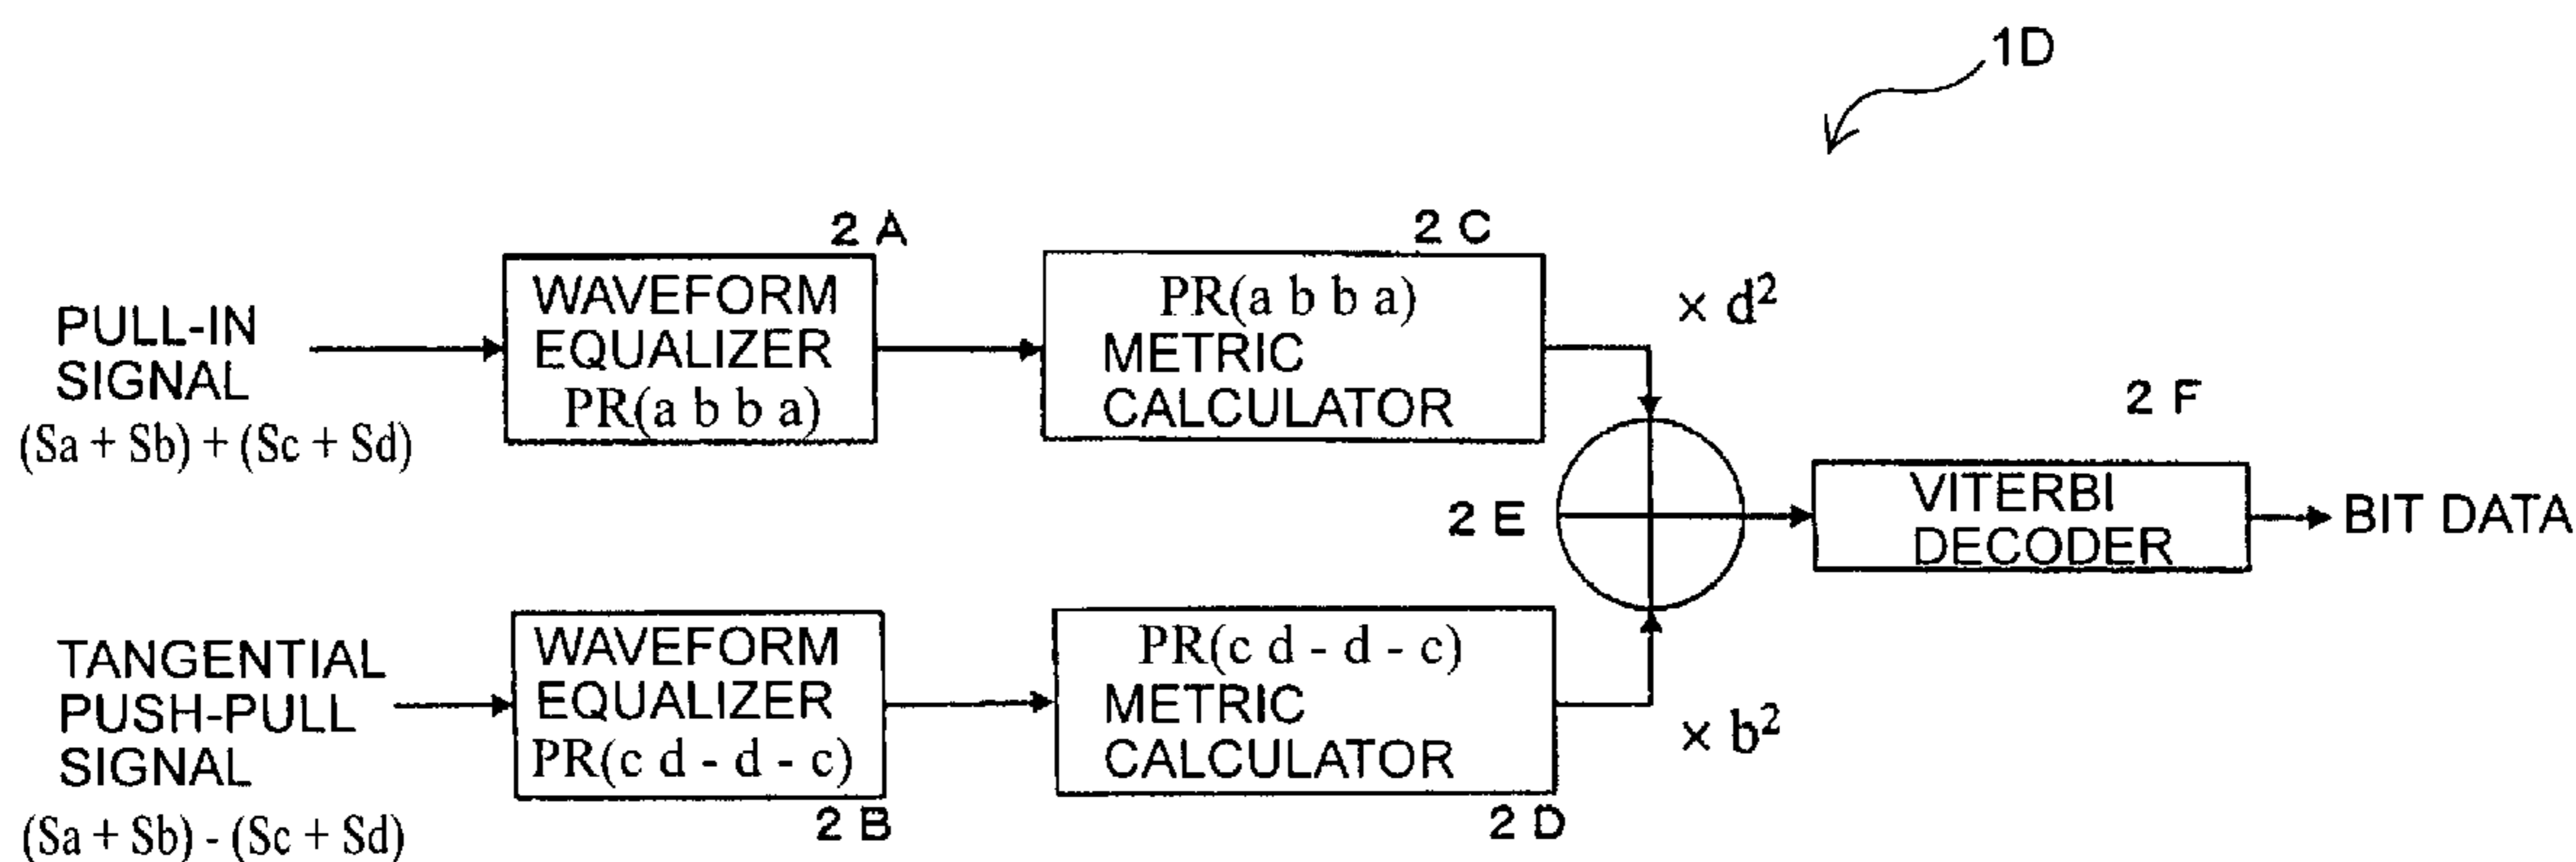 1D
2 A
2 C
PULL-IN
SIGNAL
(Sa + Sb) + (Sc + Sd)
WAVEFORM
EQUALIZER
PR(a b b a)
PR(a b b a)
METRIC
CALCULATOR
× d²
2 E
2 F
VITERBI
DECODER
BIT DATA
TANGENTIAL
PUSH-PULL
SIGNAL
(Sa + Sb) - (Sc + Sd)
WAVEFORM
EQUALIZER
PR(c d - d - c)
2 B
PR(c d - d - c)
METRIC
CALCULATOR
2 D
× b²